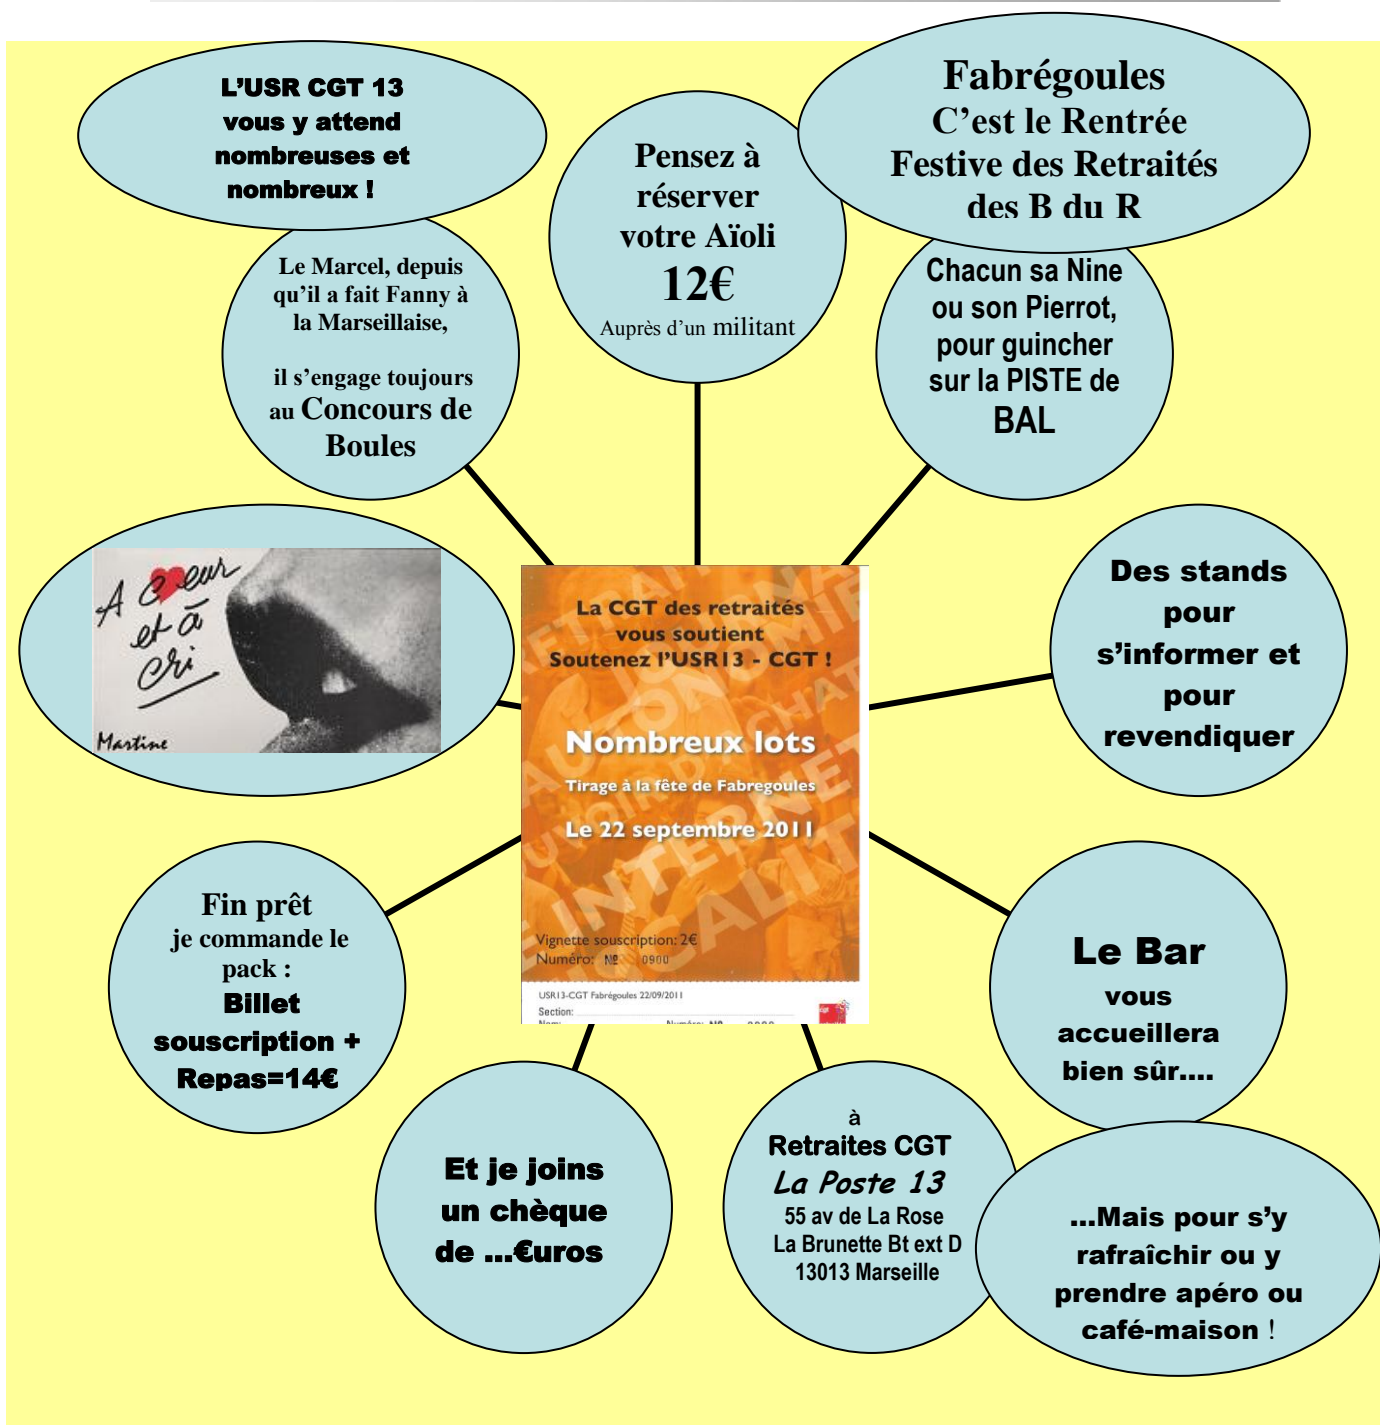 L'USR CGT 13
vous y attend
nombreuses et
nombreux !
Fabrégoules
C'est le Rentrée
Festive des Retraités
des B du R
Pensez à
réserver
votre Aïoli
12€
Auprès d'un militant
Le Marcel, depuis
qu'il a fait Fanny à
la Marseillaise,
il s'engage toujours
au Concours de
Boules
Chacun sa Nine
ou son Pierrot,
pour guincher
sur la PISTE de
BAL
A Cœur
et à
cri
Martine
La CGT des retraités
vous soutient
Soutenez l'USR13 - CGT !
Nombreux lots
Tirage à la fête de Fabregoules
Le 22 septembre 2011
AUTONOMIE
INTERNET
Vignette souscription: 2€
Numéro: № 0900
USR13-CGT Fabrégoules 22/09/2011
Section:
Des stands
pour
s'informer et
pour
revendiquer
Fin prêt
je commande le
pack :
Billet
souscription +
Repas=14€
Le Bar
vous
accueillera
bien sûr....
Et je joins
un chèque
de ...€uros
à
Retraites CGT
La Poste 13
55 av de La Rose
La Brunette Bt ext D
13013 Marseille
...Mais pour s'y
rafraîchir ou y
prendre apéro ou
café-maison !